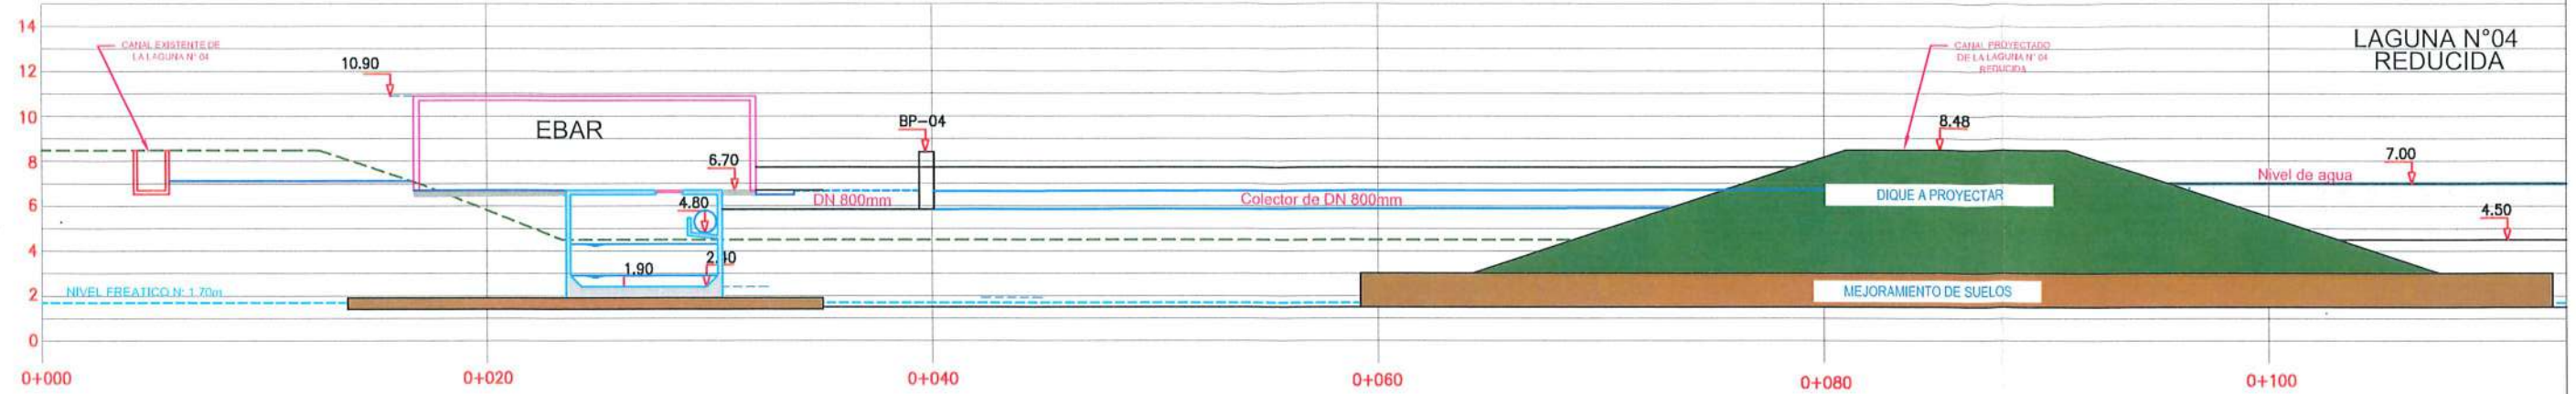 14
12
10
8
6
4
2
0
CANAL EXISTENTE DE
LA LAGUNA N° 04
10.90
EBAR
6.70
4.80
1.90
2.40
NIVEL FREATICO N: 1.70m
BP-04
DN 800mm
Colector de DN 800mm
CANAL PROYECTADO
DE LA LAGUNA N° 04
REDUCIDA
8.48
DIQUE A PROYECTAR
MEJORAMIENTO DE SUELOS
LAGUNA N°04
REDUCIDA
7.00
Nivel de agua
4.50
0+000
0+020
0+040
0+060
0+080
0+100